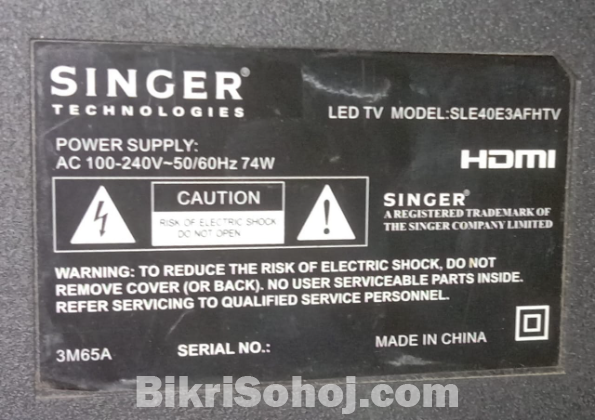 SINGER®
TECHNOLOGIES
LED TV MODEL:SLE40E3AFHTV
POWER SUPPLY:
AC 100-240V~50/60Hz 74W
HDMI
CAUTION
RISK OF ELECTRIC SHOCK
DO NOT OPEN
SINGER®
A REGISTERED TRADEMARK OF
THE SINGER COMPANY LIMITED
WARNING: TO REDUCE THE RISK OF ELECTRIC SHOCK, DO NOT
REMOVE COVER (OR BACK). NO USER SERVICEABLE PARTS INSIDE.
REFER SERVICING TO QUALIFIED SERVICE PERSONNEL.
3M65A
SERIAL NO.:
MADE IN CHINA
BikriSohoj.com